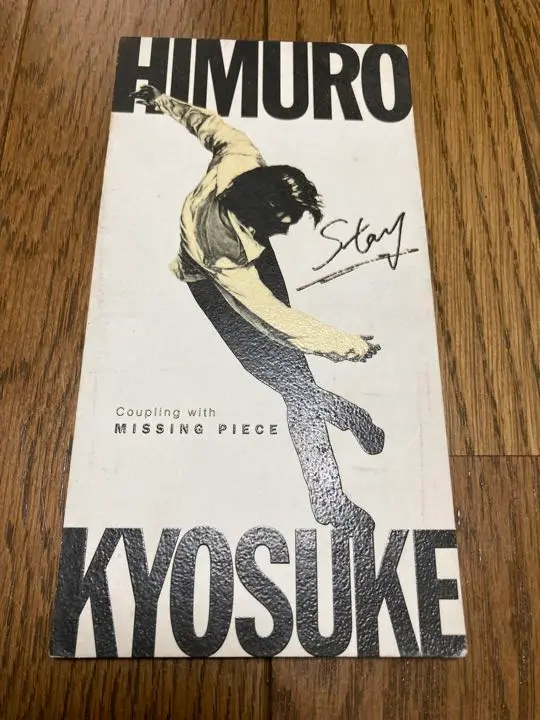 HIMURO
Stay
Coupling with
MISSING PIECE
KYOSUKE